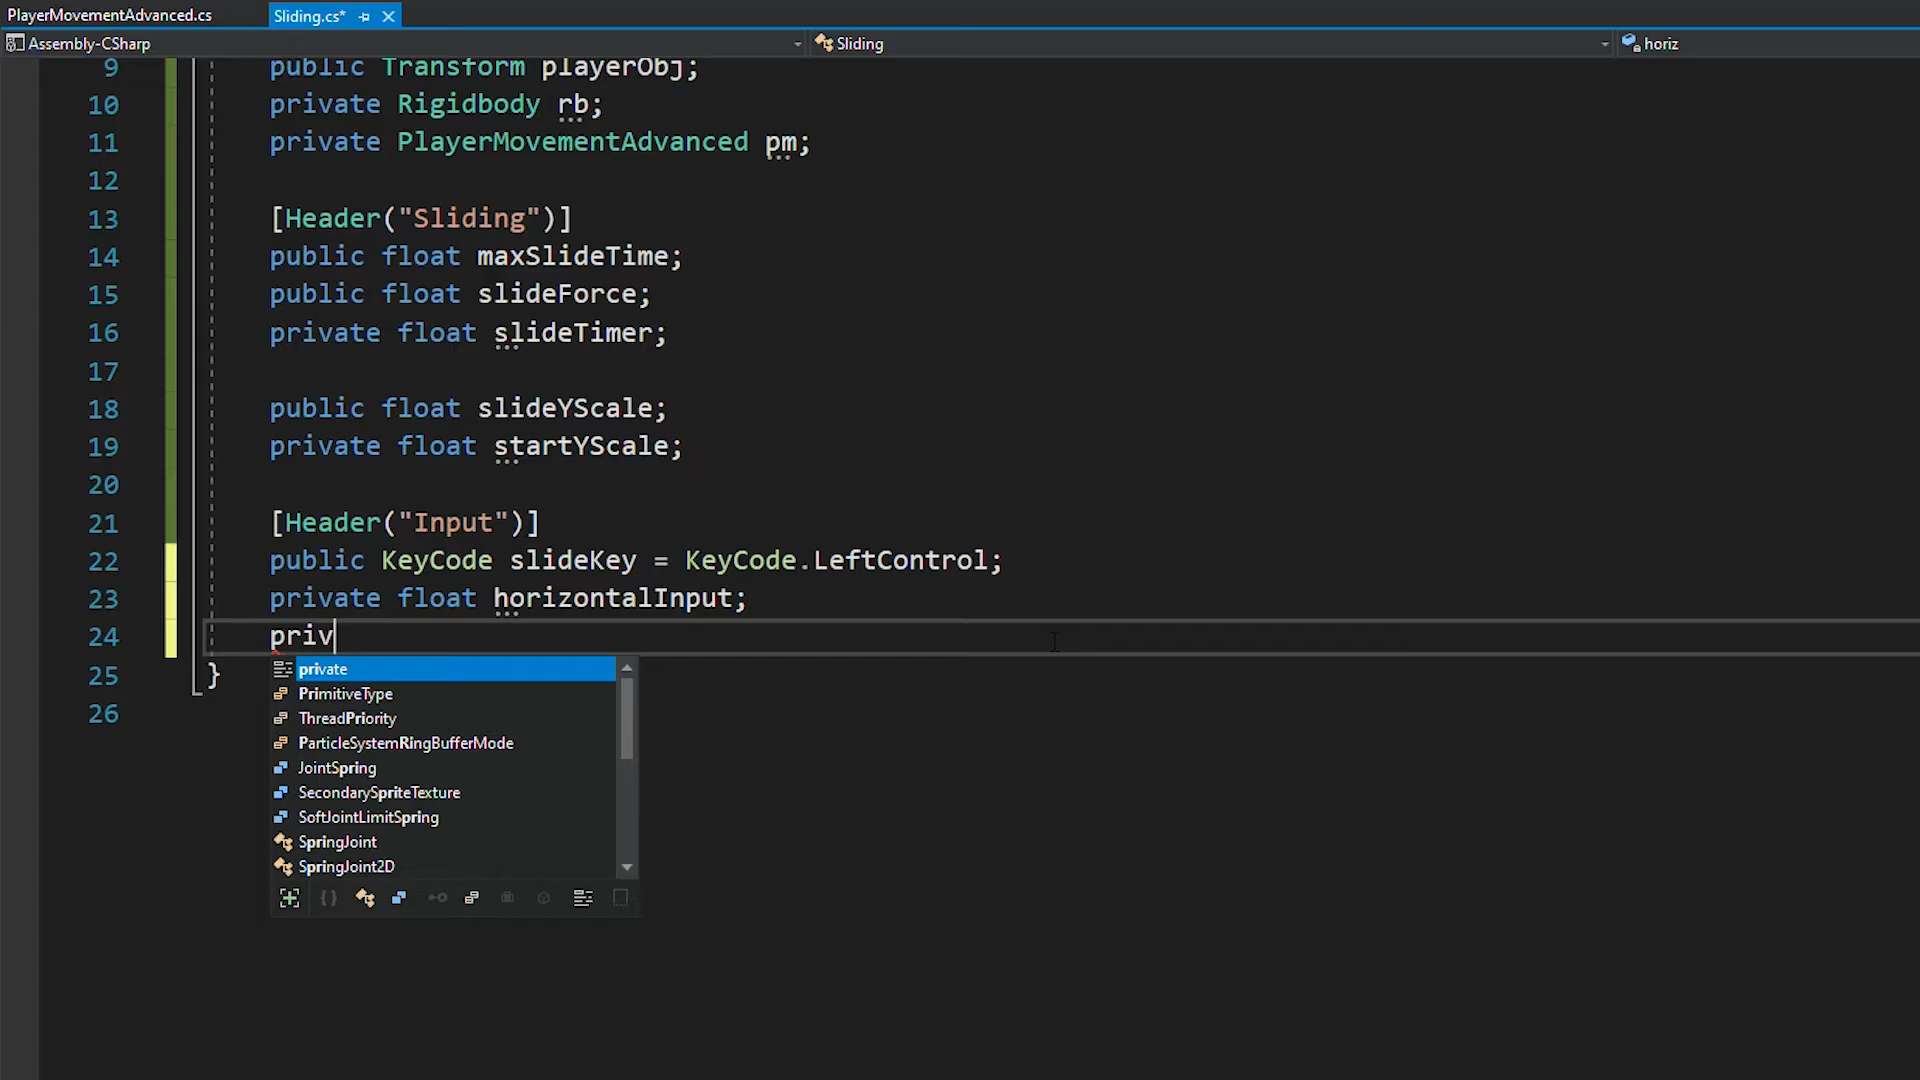 PlayerMovementAdvanced.cs Sliding.cs*
Assembly-CSharp Sliding horiz
9 public Transform playerObj;
10 private Rigidbody rb;
11 private PlayerMovementAdvanced pm;
12
13 [Header("Sliding")]
14 public float maxSlideTime;
15 public float slideForce;
16 private float slideTimer;
17
18 public float slideYScale;
19 private float startYScale;
20
21 [Header("Input")]
22 public KeyCode slideKey = KeyCode.LeftControl;
23 private float horizontalInput;
24 priv
25 }
26
private
PrimitiveType
ThreadPriority
ParticleSystemRingBufferMode
JointSpring
SecondarySpriteTexture
SoftJointLimitSpring
SpringJoint
SpringJoint2D